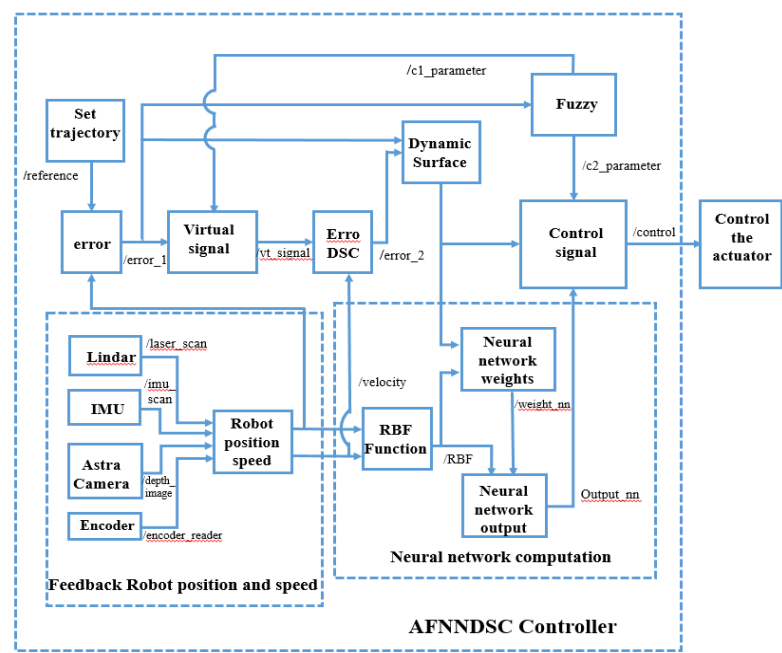 /c1_parameter
Fuzzy
Set
trajectory
Dynamic
Surface
/c2_parameter
/reference
error
/error_1
Virtual
signal
/vt_signal
Erro
DSC
/error_2
Control
signal
/control
Control
the
actuator
Lindar
/laser_scan
/imu_
scan
IMU
Astra
Camera
/depth_
image
Encoder
/encoder_reader
Robot
position
speed
Feedback Robot position and speed
/velocity
RBF
Function
/RBF
Neural
network
weights
/weight_nn
Neural
network
output
Output_nn
Neural network computation
AFNNDSC Controller